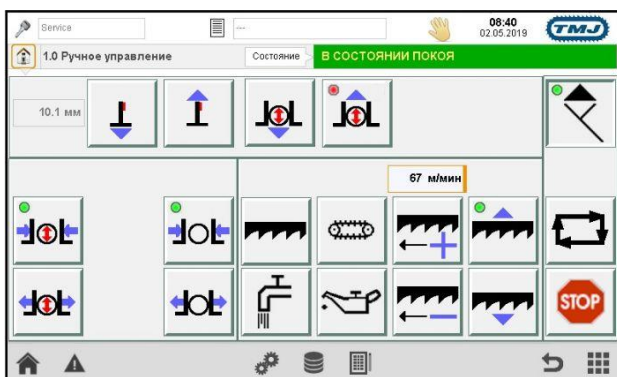 Service
---
08:40
02.05.2019
TMJ
1.0 Ручное управление
Состояние
В СОСТОЯНИИ ПОКОЯ
10.1 мм
67 м/мин
STOP